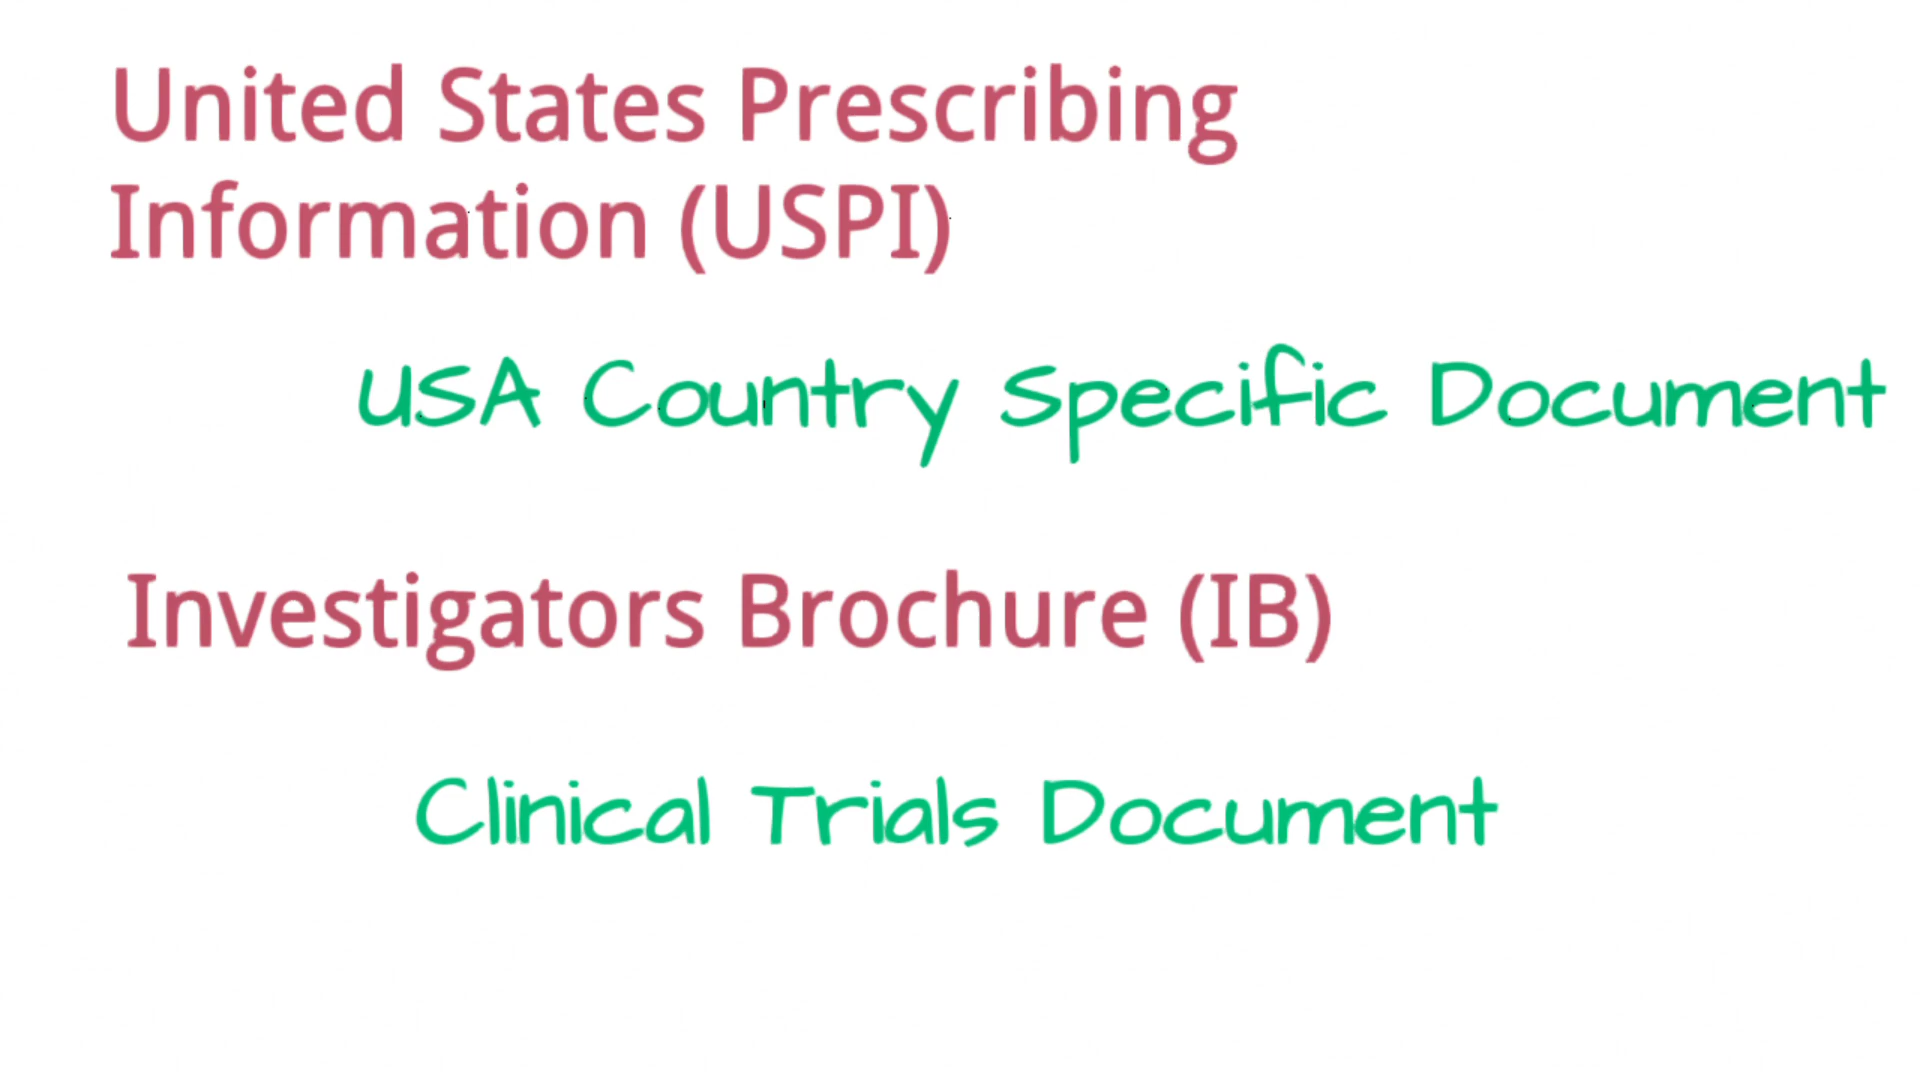 United States Prescribing
Information (USPI)
USA Country Specific Document
Investigators Brochure (IB)
Clinical Trials Document